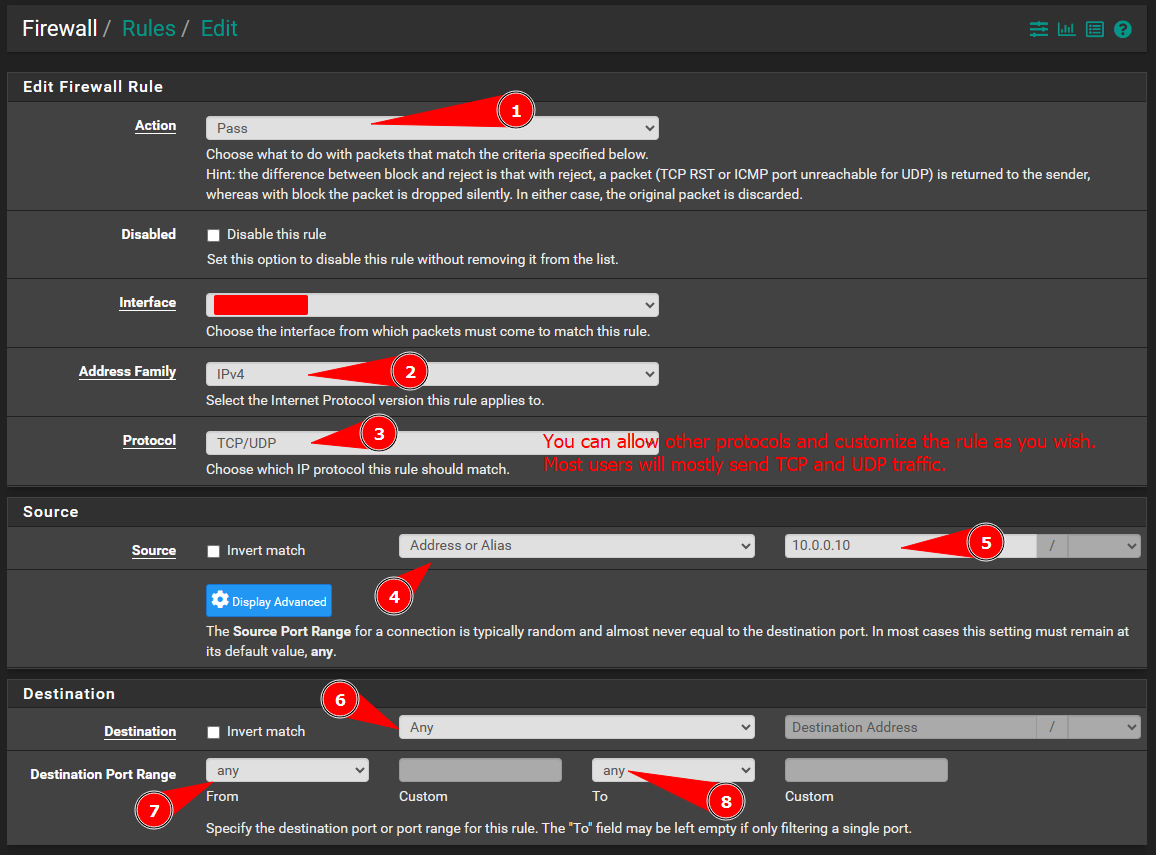 Firewall / Rules / Edit
Edit Firewall Rule
1
Action
Pass
Choose what to do with packets that match the criteria specified below.
Hint: the difference between block and reject is that with reject, a packet (TCP RST or ICMP port unreachable for UDP) is returned to the sender,
whereas with block the packet is dropped silently. In either case, the original packet is discarded.
Disabled
Disable this rule
Set this option to disable this rule without removing it from the list.
Interface
Choose the interface from which packets must come to match this rule.
Address Family
IPv4
2
Select the Internet Protocol version this rule applies to.
Protocol
TCP/UDP
3
You can allow other protocols and customize the rule as you wish.
Most users will mostly send TCP and UDP traffic.
Choose which IP protocol this rule should match.
Source
Source
Invert match
Address or Alias
10.0.0.10
5
/
4
Display Advanced
The Source Port Range for a connection is typically random and almost never equal to the destination port. In most cases this setting must remain at
its default value, any.
Destination
6
Destination
Invert match
Any
Destination Address
/
Destination Port Range
any
any
7
From
Custom
To
8
Custom
Specify the destination port or port range for this rule. The "To" field may be left empty if only filtering a single port.